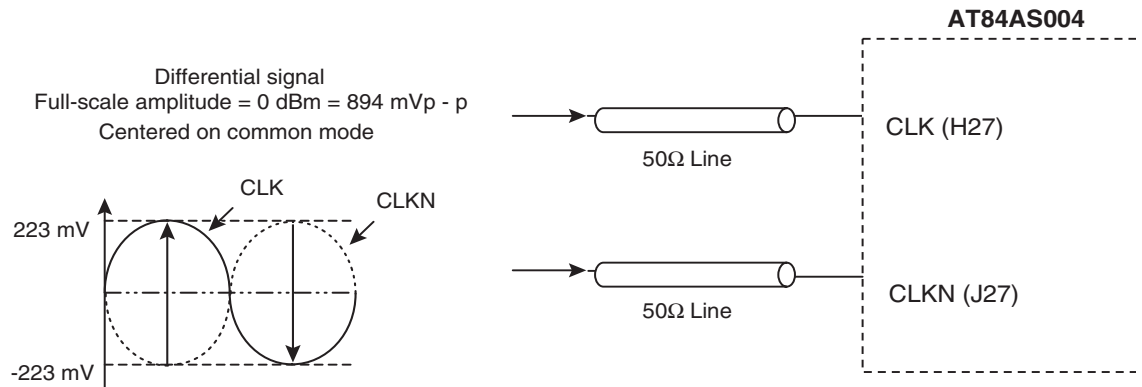 AT84AS004
Differential signal
Full-scale amplitude = 0 dBm = 894 mVp - p
Centered on common mode
CLK (H27)
50Ω Line
CLK
CLKN
223 mV
-223 mV
CLKN (J27)
50Ω Line